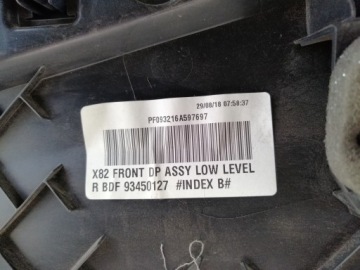 29/08/18 07:58:37
PF093216A597697
X82 FRONT DP ASSY LOW LEVEL
R BDF 93450127 #INDEX B#